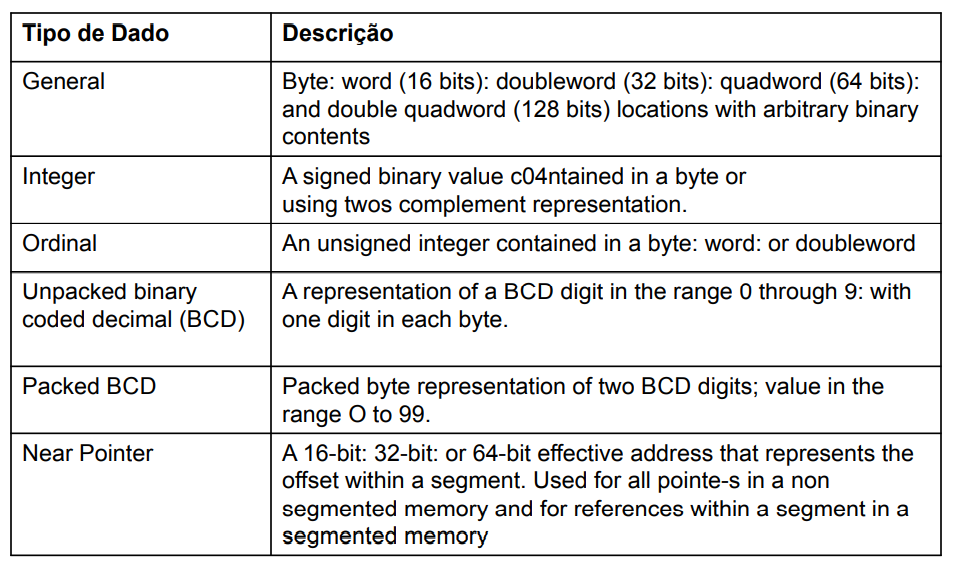 Tipo de Dado
Descrição
General
Byte: word (16 bits): doubleword (32 bits): quadword (64 bits):
and double quadword (128 bits) locations with arbitrary binary
contents
Integer
A signed binary value c04ntained in a byte or
using twos complement representation.
Ordinal
An unsigned integer contained in a byte: word: or doubleword
Unpacked binary
coded decimal (BCD)
A representation of a BCD digit in the range 0 through 9: with
one digit in each byte.
Packed BCD
Packed byte representation of two BCD digits; value in the
range O to 99.
Near Pointer
A 16-bit: 32-bit: or 64-bit effective address that represents the
offset within a segment. Used for all pointe-s in a non
segmented memory and for references within a segment in a
segmented memory